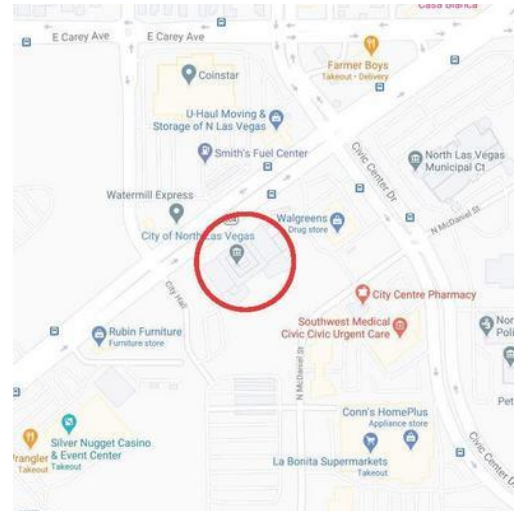 Casa Blanca
E Carey Ave
E Carey Ave
Farmer Boys
Takeout • Delivery
Coinstar
U-Haul Moving &
Storage of N Las Vegas
Smith's Fuel Center
Civic Center Dr
North Las Vegas
Municipal Ct
Watermill Express
Walgreens
Drug store
N McDaniel St
City of North Las Vegas
City Hall
City Centre Pharmacy
Rubin Furniture
Furniture store
Southwest Medical
Civic Civic Urgent Care
Nor
Poli
N McDaniel St
Pet
Conn's HomePlus
Appliance store
Silver Nugget Casino
& Event Center
Takeout
rangler
Takeout
La Bonita Supermarkets
Takeout
Civic Center D